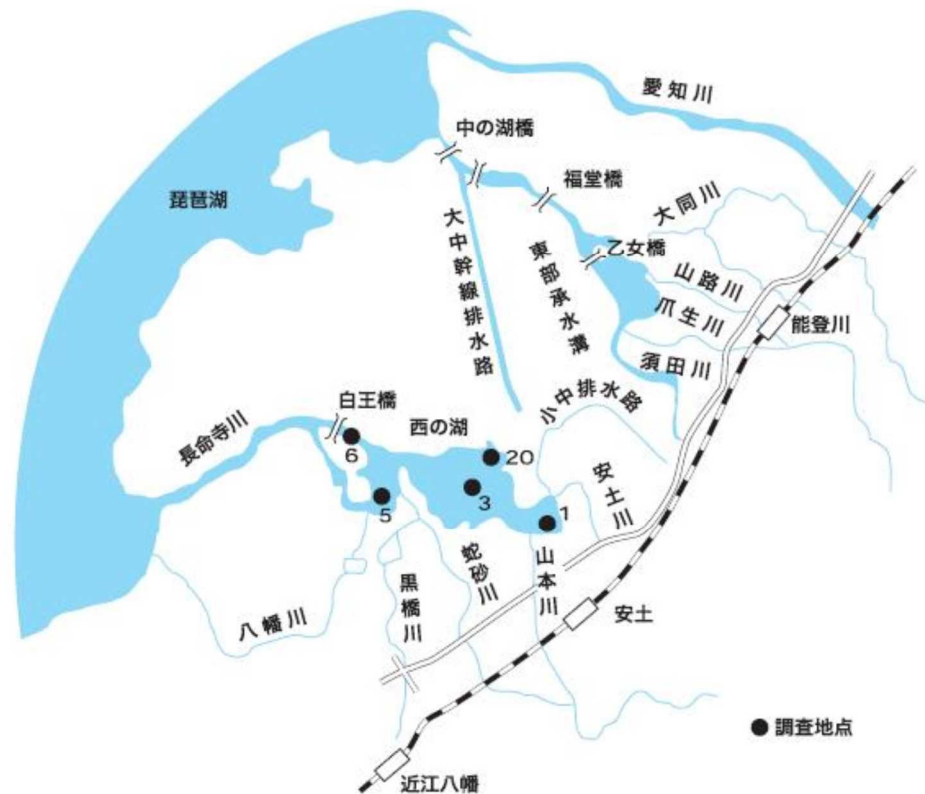 愛知川
中の湖橋
福堂橋
琵琶湖
大同川
乙女橋
大中幹線排水路
東部承水溝
山路川
爪生川
能登川
須田川
小中排水路
白王橋
西の湖
長命寺川
6
20
安土川
3
5
1
蛇砂川
山本川
黒橋川
八幡川
安土
●調査地点
近江八幡